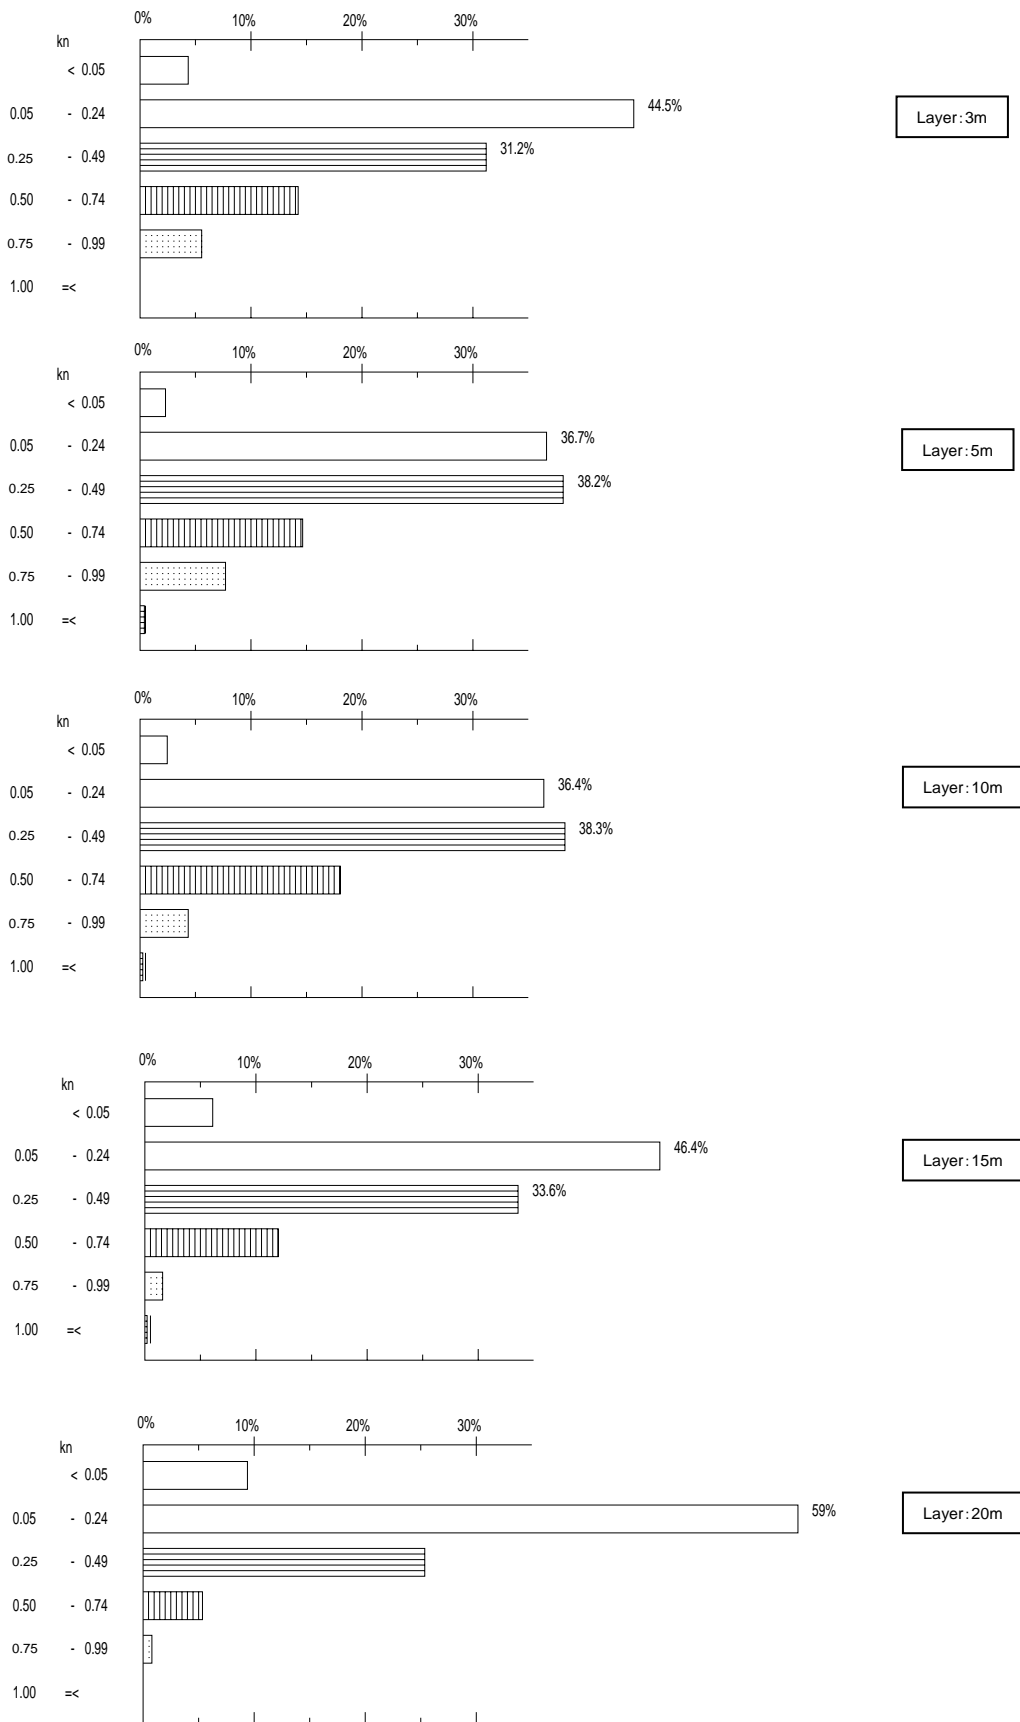 0% 10% 20% 30%
kn
< 0.05
0.05 - 0.24 44.5%
Layer:3m
0.25 - 0.49 31.2%
0.50 - 0.74
0.75 - 0.99
1.00 =<
0% 10% 20% 30%
kn
< 0.05
0.05 - 0.24 36.7%
Layer:5m
0.25 - 0.49 38.2%
0.50 - 0.74
0.75 - 0.99
1.00 =<
0% 10% 20% 30%
kn
< 0.05
0.05 - 0.24 36.4%
Layer:10m
0.25 - 0.49 38.3%
0.50 - 0.74
0.75 - 0.99
1.00 =<
0% 10% 20% 30%
kn
< 0.05
0.05 - 0.24 46.4%
Layer:15m
0.25 - 0.49 33.6%
0.50 - 0.74
0.75 - 0.99
1.00 =<
0% 10% 20% 30%
kn
< 0.05
0.05 - 0.24 59%
Layer:20m
0.25 - 0.49
0.50 - 0.74
0.75 - 0.99
1.00 =<